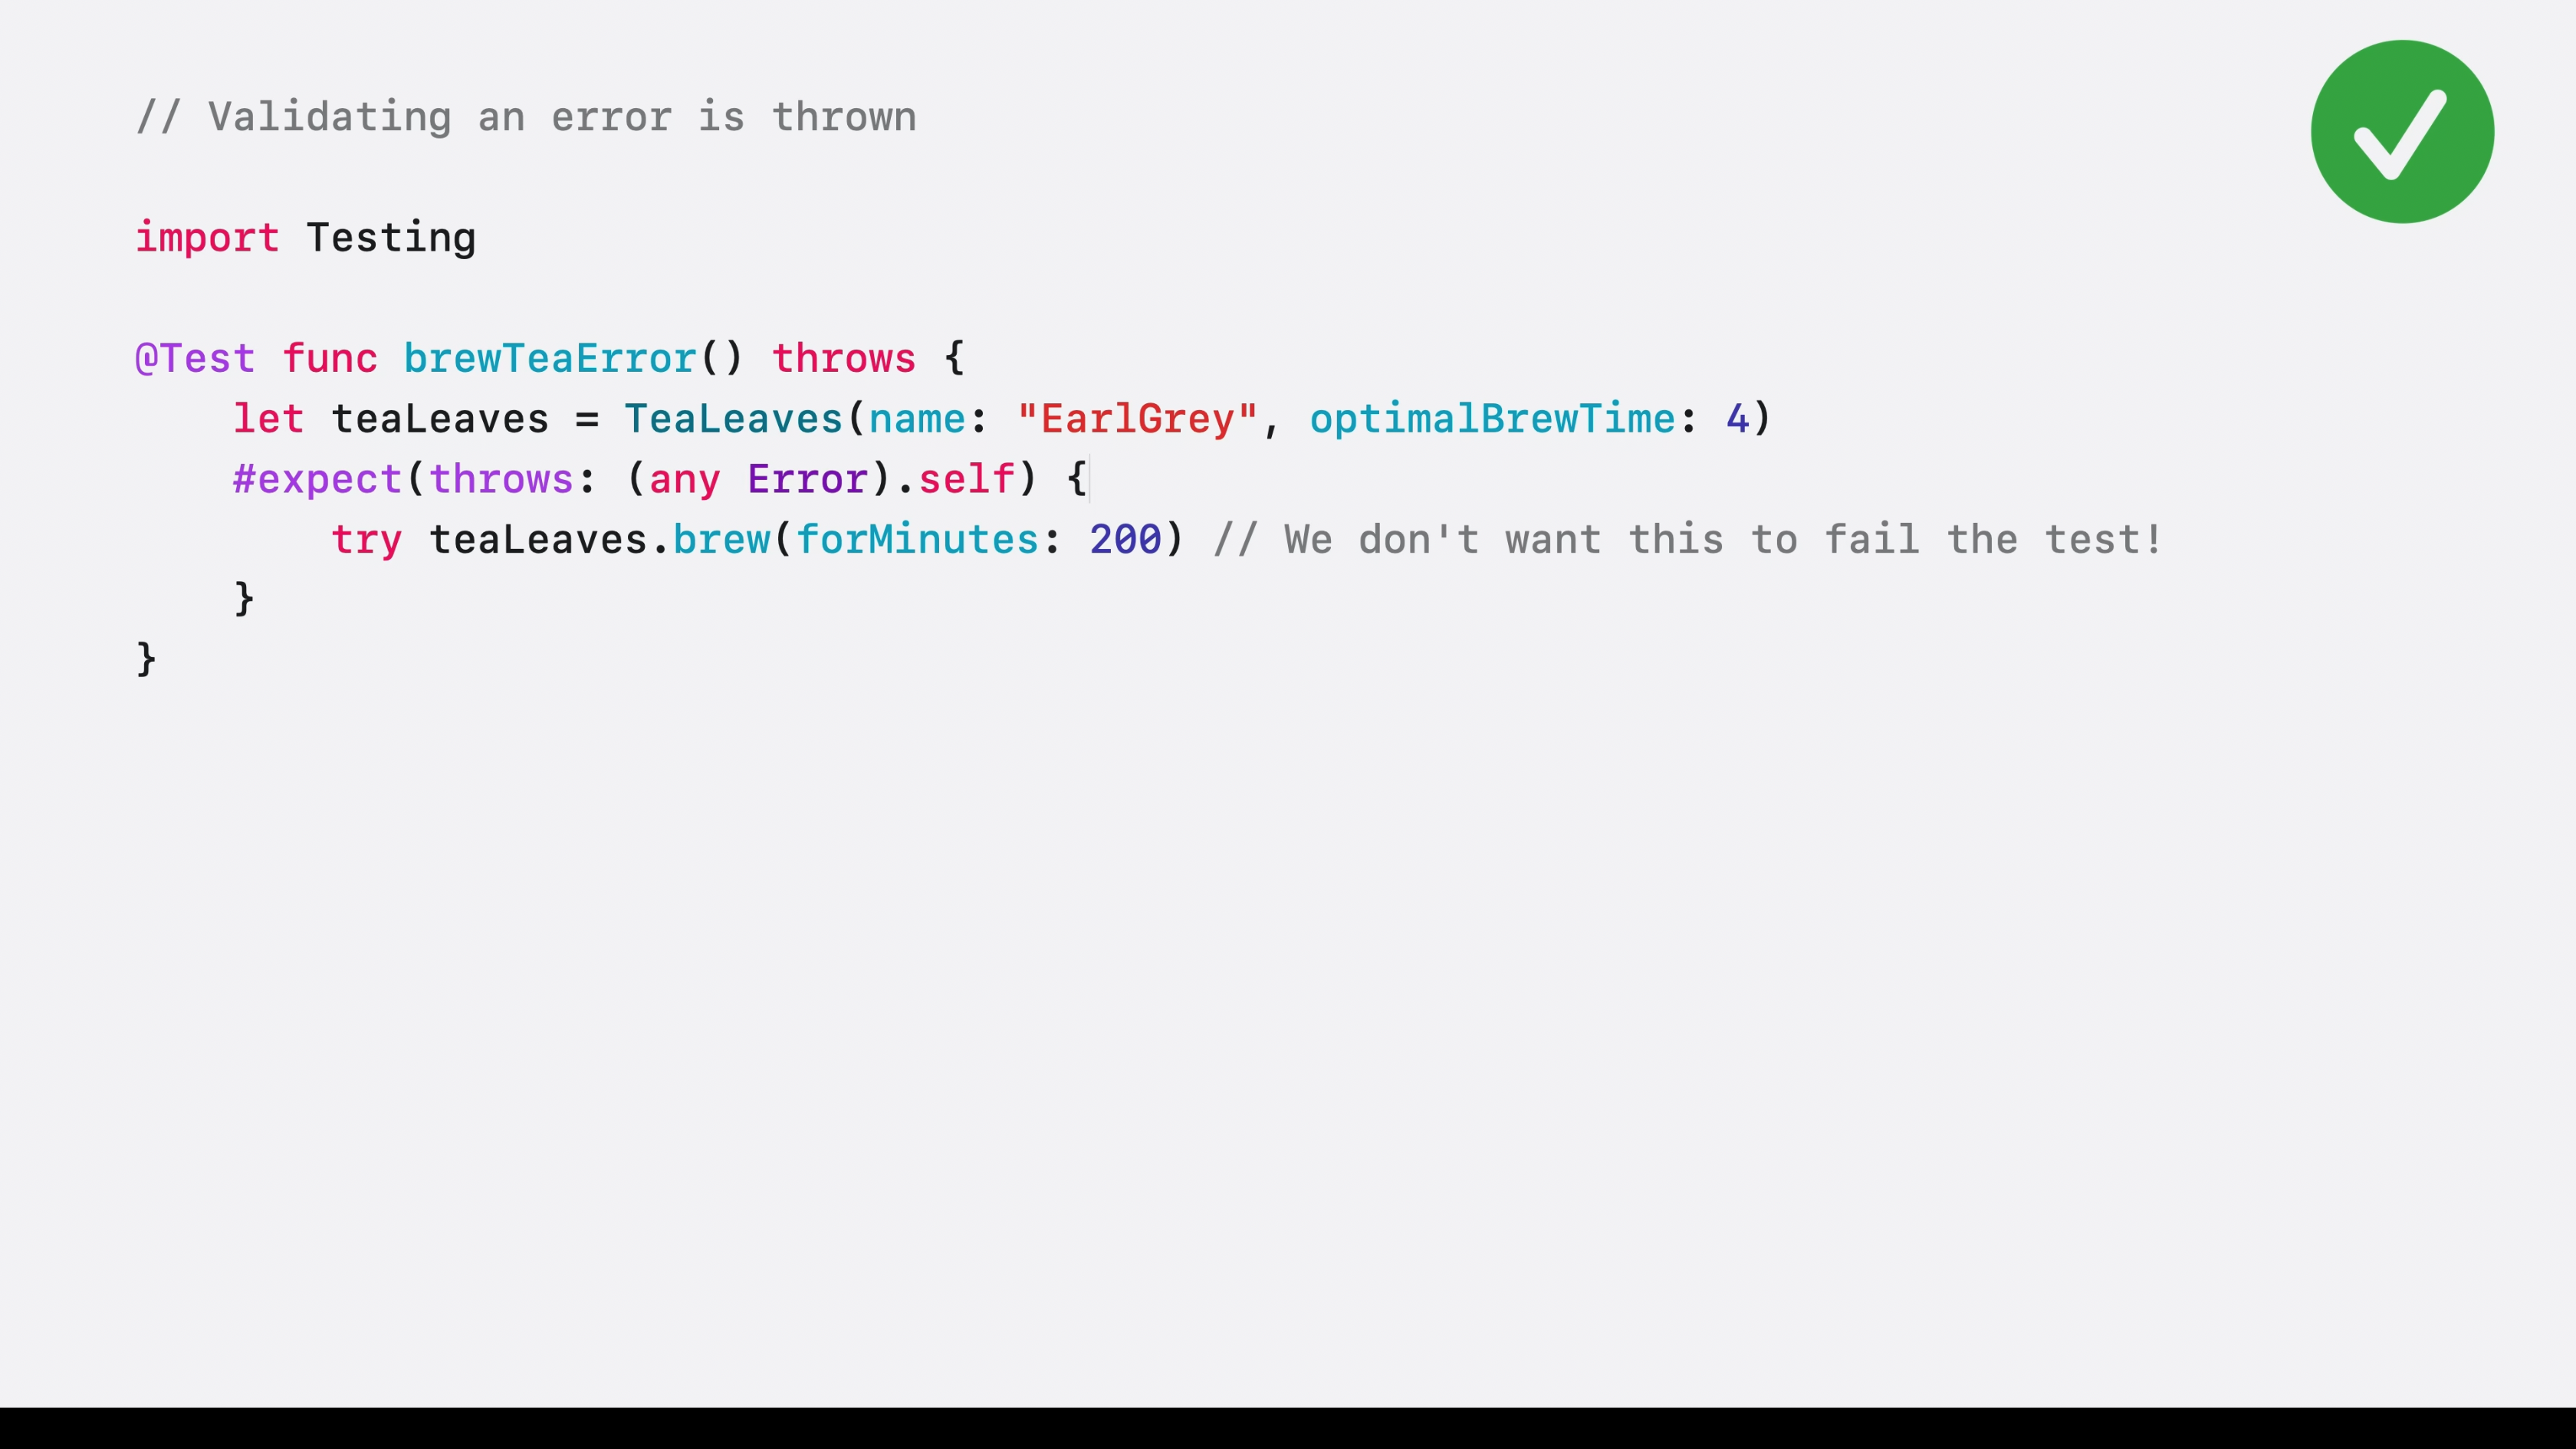 // Validating an error is thrown
import Testing
@Test func brewTeaError() throws {
    let teaLeaves = TeaLeaves(name: "EarlGrey", optimalBrewTime: 4)
    #expect(throws: (any Error).self) {
        try teaLeaves.brew(forMinutes: 200) // We don't want this to fail the test!
    }
}